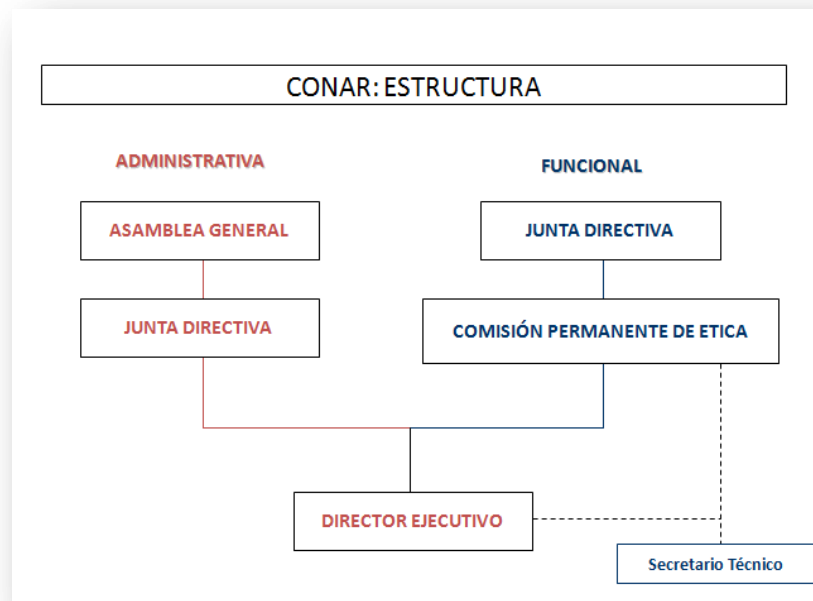 CONAR: ESTRUCTURA
ADMINISTRATIVA
FUNCIONAL
ASAMBLEA GENERAL
JUNTA DIRECTIVA
JUNTA DIRECTIVA
COMISIÓN PERMANENTE DE ETICA
DIRECTOR EJECUTIVO
Secretario Técnico